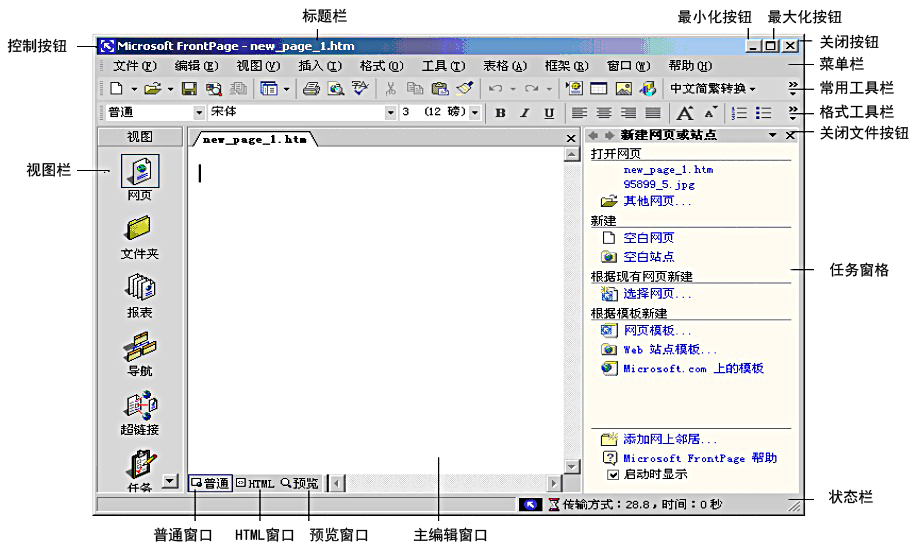 标题栏
最小化按钮 最大化按钮
控制按钮
Microsoft FrontPage - new_page_1.htm
关闭按钮
文件(F) 编辑(E) 视图(V) 插入(I) 格式(O) 工具(T) 表格(A) 框架(R) 窗口(W) 帮助(H)
菜单栏
中文简繁转换
常用工具栏
普通 宋体 3 (12 磅) B I U A A
格式工具栏
视图
new_page_1.htm
新建网页或站点
关闭文件按钮
视图栏
网页
文件夹
报表
导航
超链接
任务
打开网页
new_page_1.htm
95899_5.jpg
其他网页...
新建
空白网页
空白站点
根据现有网页新建
选择网页...
根据模板新建
网页模板...
Web 站点模板...
Microsoft.com 上的模板
任务窗格
添加网上邻居...
Microsoft FrontPage 帮助
启动时显示
普通 HTML 预览
传输方式：28.8，时间：0 秒
状态栏
普通窗口 HTML窗口 预览窗口 主编辑窗口